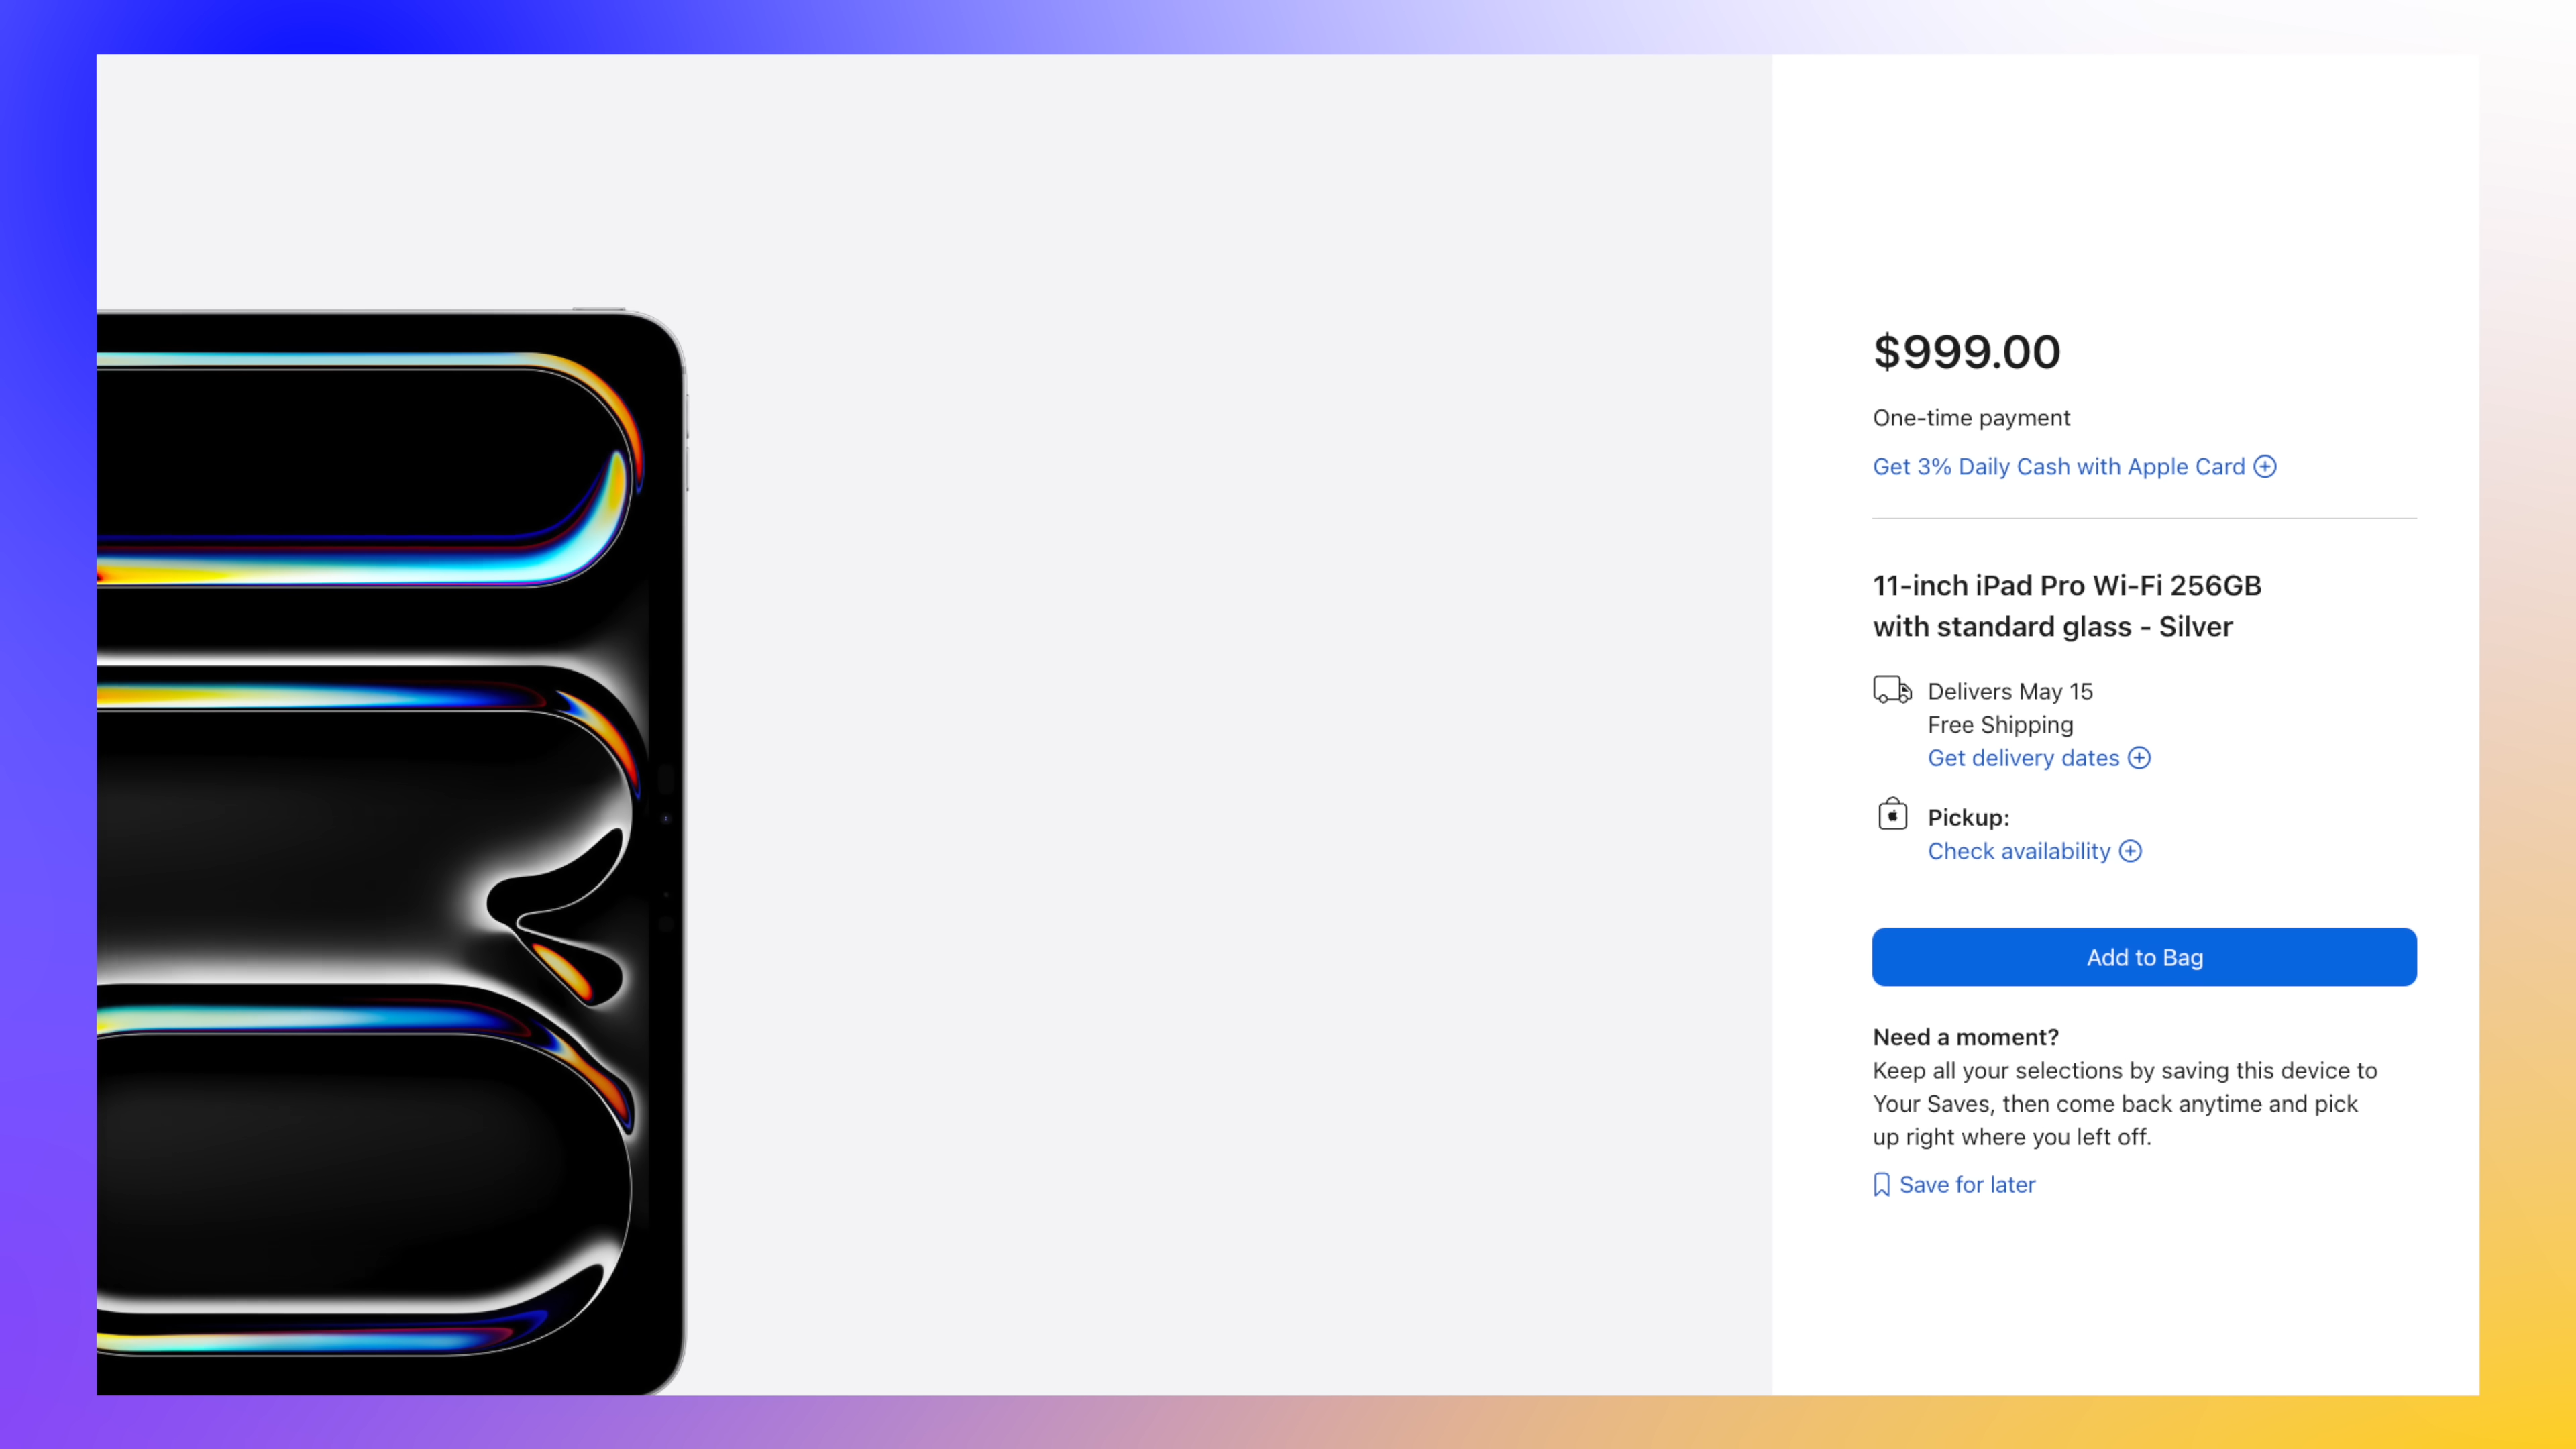 $999.00
One-time payment
Get 3% Daily Cash with Apple Card
11-inch iPad Pro Wi-Fi 256GB
with standard glass - Silver
Delivers May 15
Free Shipping
Get delivery dates
Pickup:
Check availability
Add to Bag
Need a moment?
Keep all your selections by saving this device to
Your Saves, then come back anytime and pick
up right where you left off.
Save for later